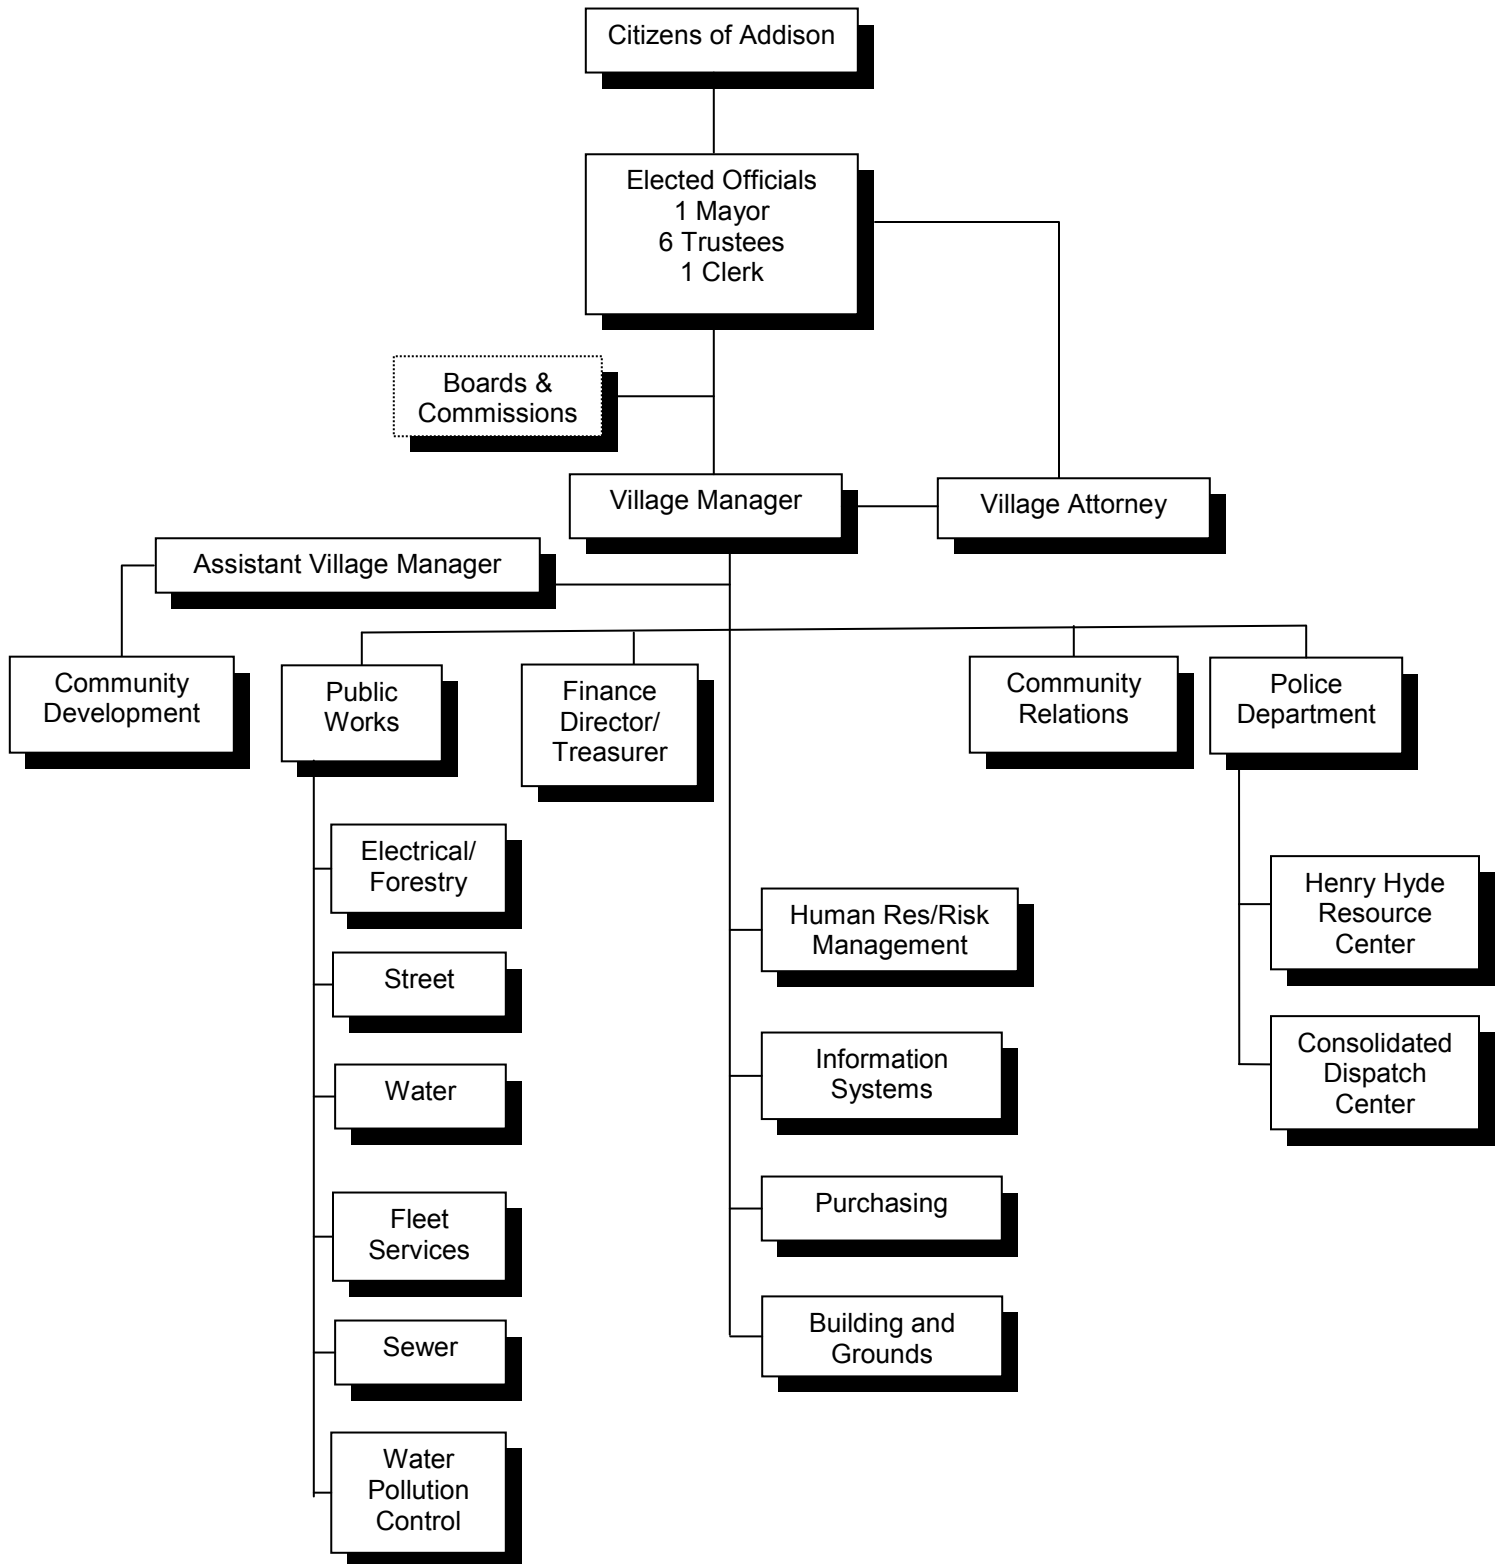 Citizens of Addison
Elected Officials
1 Mayor
6 Trustees
1 Clerk
Boards &
Commissions
Village Manager
Village Attorney
Assistant Village Manager
Community
Development
Public
Works
Finance
Director/
Treasurer
Community
Relations
Police
Department
Electrical/
Forestry
Street
Water
Fleet
Services
Sewer
Water
Pollution
Control
Human Res/Risk
Management
Information
Systems
Purchasing
Building and
Grounds
Henry Hyde
Resource
Center
Consolidated
Dispatch
Center